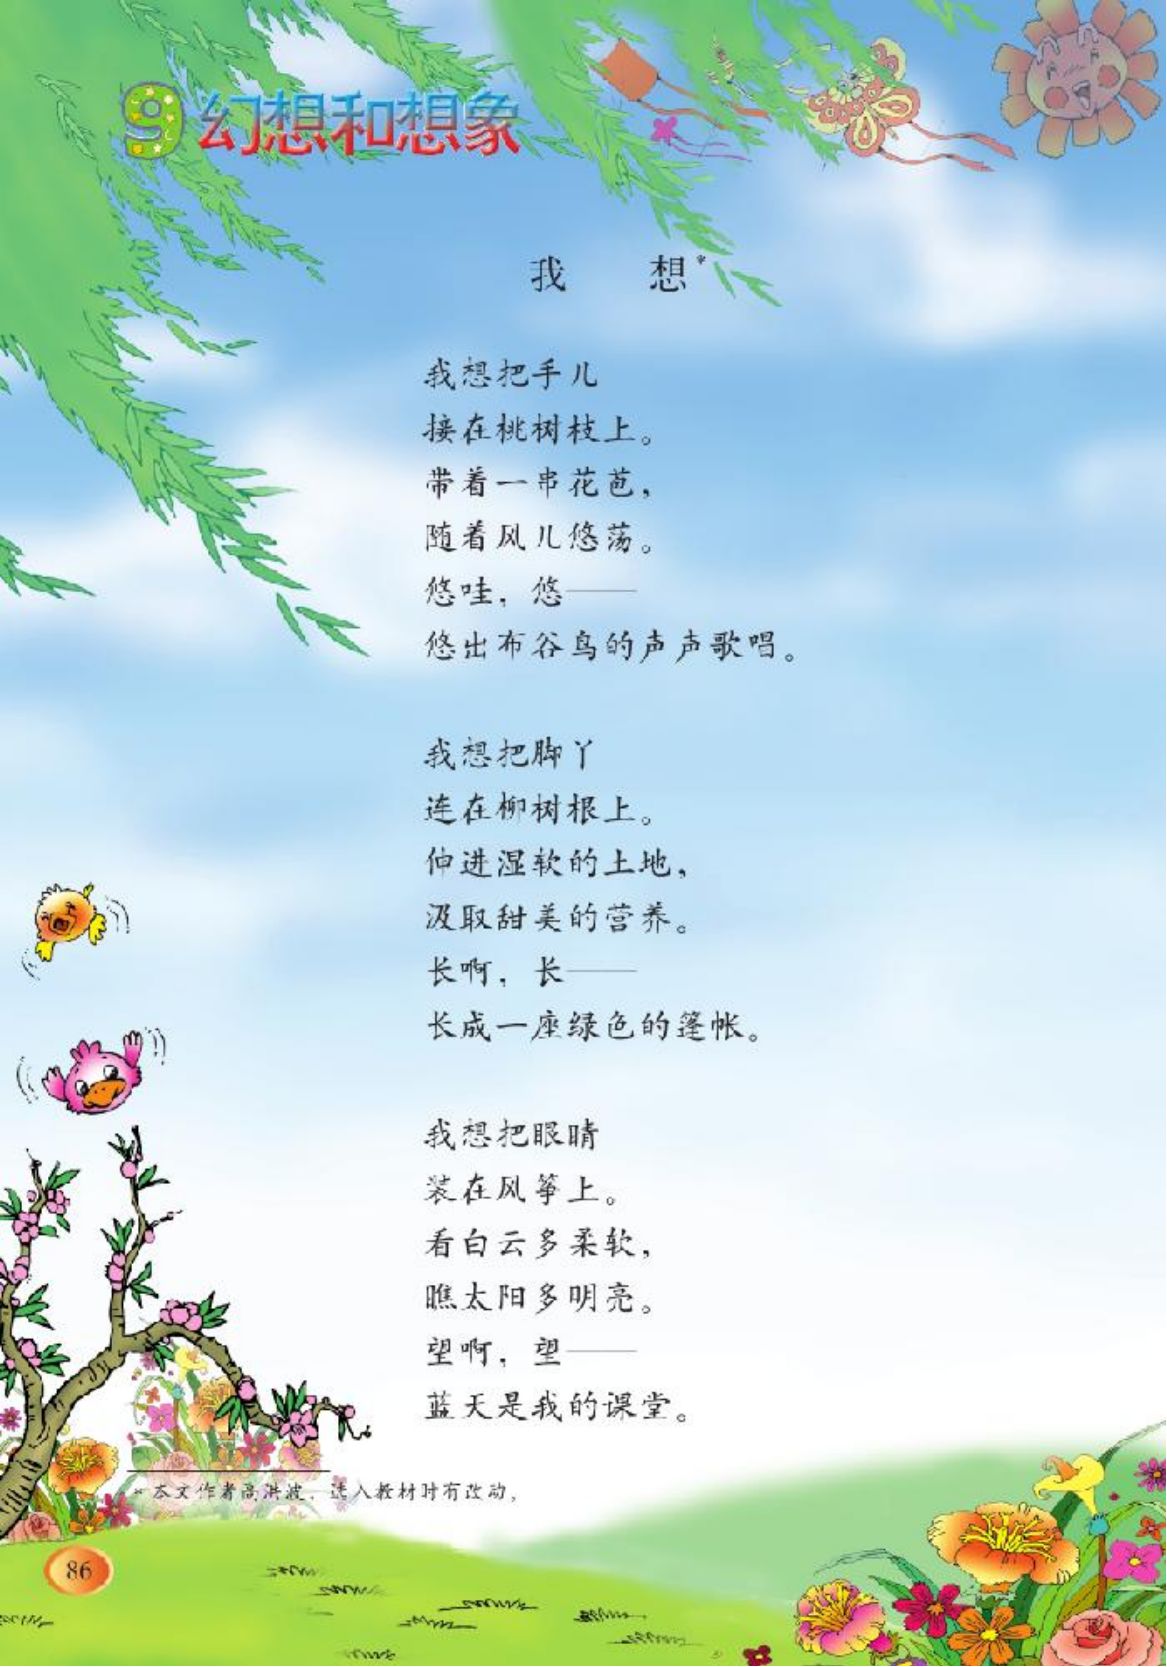 9 幻想和想象
我 想*
我想把手儿
接在桃树枝上。
带着一串花苞，
随着风儿悠荡。
悠哇，悠——
悠出布谷鸟的声声歌唱。
我想把脚丫
连在柳树根上。
伸进湿软的土地，
汲取甜美的营养。
长啊，长——
长成一座绿色的篷帐。
我想把眼睛
装在风筝上。
看白云多柔软，
瞧太阳多明亮。
望啊，望——
蓝天是我的课堂。
* 本文作者高洪波，选入教材时有改动。
86